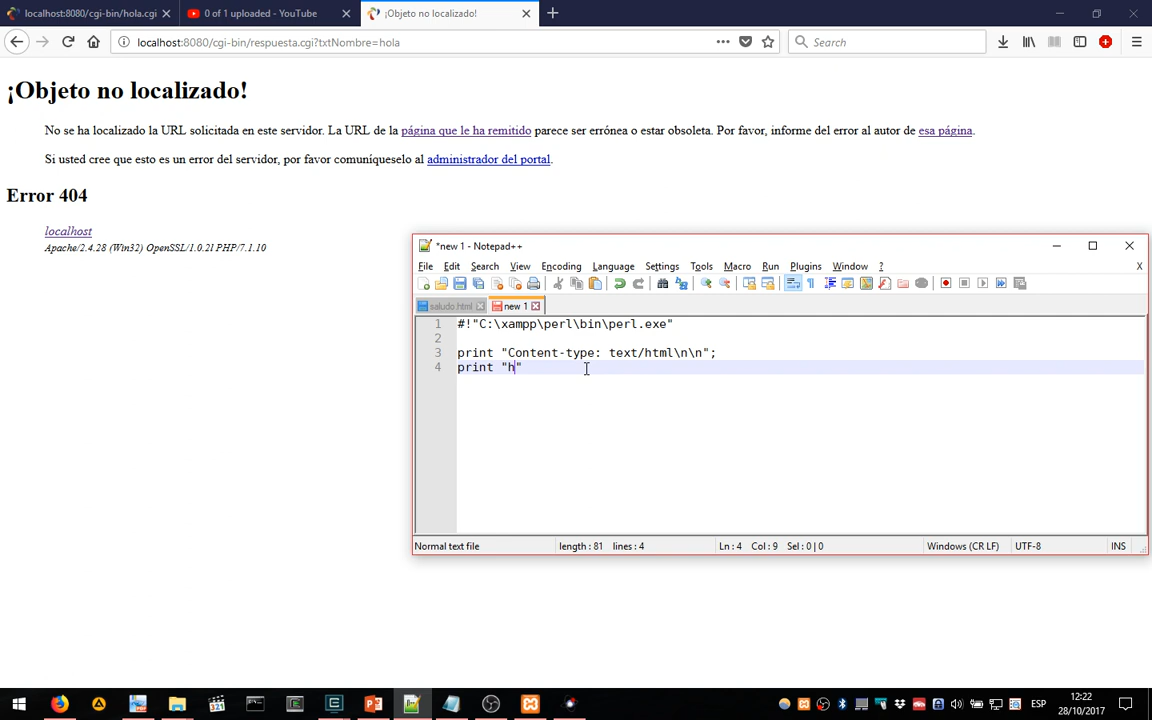 localhost:8080/cgi-bin/hola.cgi
0 of 1 uploaded - YouTube
¡Objeto no localizado!
localhost:8080/cgi-bin/respuesta.cgi?txtNombre=hola
Search
¡Objeto no localizado!
No se ha localizado la URL solicitada en este servidor. La URL de la página que le ha remitido parece ser errónea o estar obsoleta. Por favor, informe del error al autor de esa página.
Si usted cree que esto es un error del servidor, por favor comuníqueselo al administrador del portal.
Error 404
localhost
Apache/2.4.28 (Win32) OpenSSL/1.0.2l PHP/7.1.10
*new 1 - Notepad++
File Edit Search View Encoding Language Settings Tools Macro Run Plugins Window ? X
saludo.html
new 1
1 #!"C:\xampp\perl\bin\perl.exe"
2
3 print "Content-type: text/html\n\n";
4 print "h"
Normal text file length : 81 lines : 4 Ln : 4 Col : 9 Sel : 0 | 0 Windows (CR LF) UTF-8 INS
ESP
12:22
28/10/2017